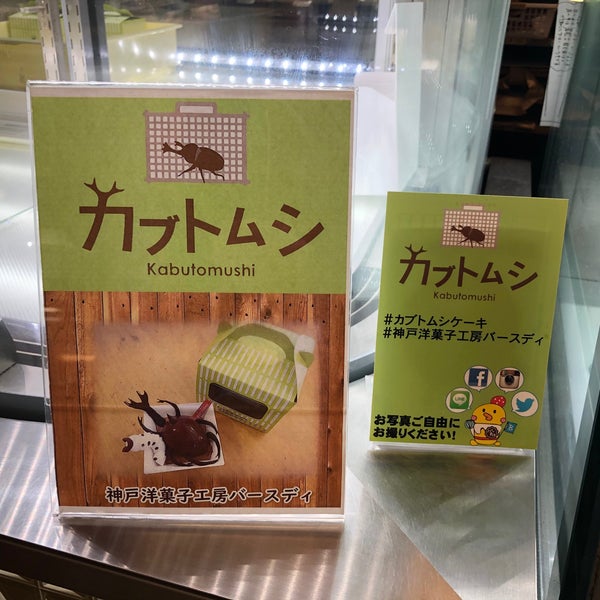 カブトムシ
Kabutomushi
神戸洋菓子工房バースディ
カブトムシ
Kabutomushi
#カブトムシケーキ
#神戸洋菓子工房バースディ
お写真ご自由に
お撮りください!